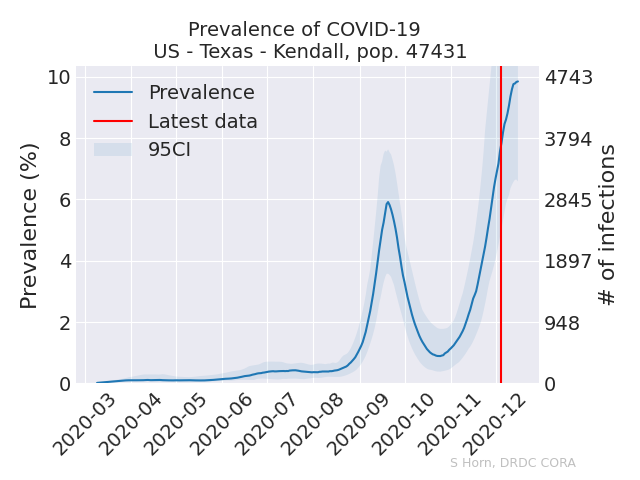 Prevalence of COVID-19
US - Texas - Kendall, pop. 47431
Prevalence (%)
10
8
6
4
2
0
Prevalence
Latest data
95CI
4743
3794
2845
1897
948
0
# of infections
2020-03
2020-04
2020-05
2020-06
2020-07
2020-08
2020-09
2020-10
2020-11
2020-12
S Horn, DRDC CORA